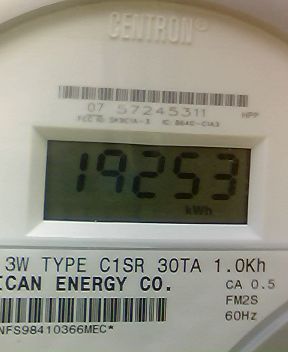 CENTRON®
07 57245311 HPP
19253
kWh
3W TYPE C1SR 30TA 1.0Kh
ICAN ENERGY CO. CA 0.5
FM2S
NFS98410366MEC* 60Hz